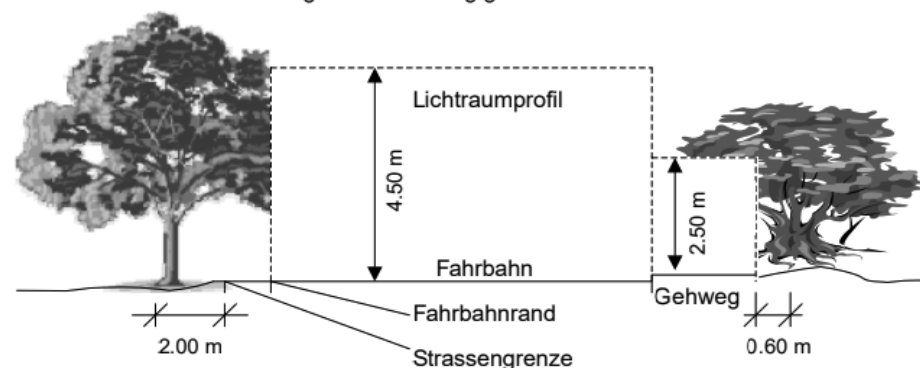 Lichtraumprofil
4.50 m
2.50 m
Fahrbahn
Gehweg
Fahrbahnrand
2.00 m
0.60 m
Strassengrenze